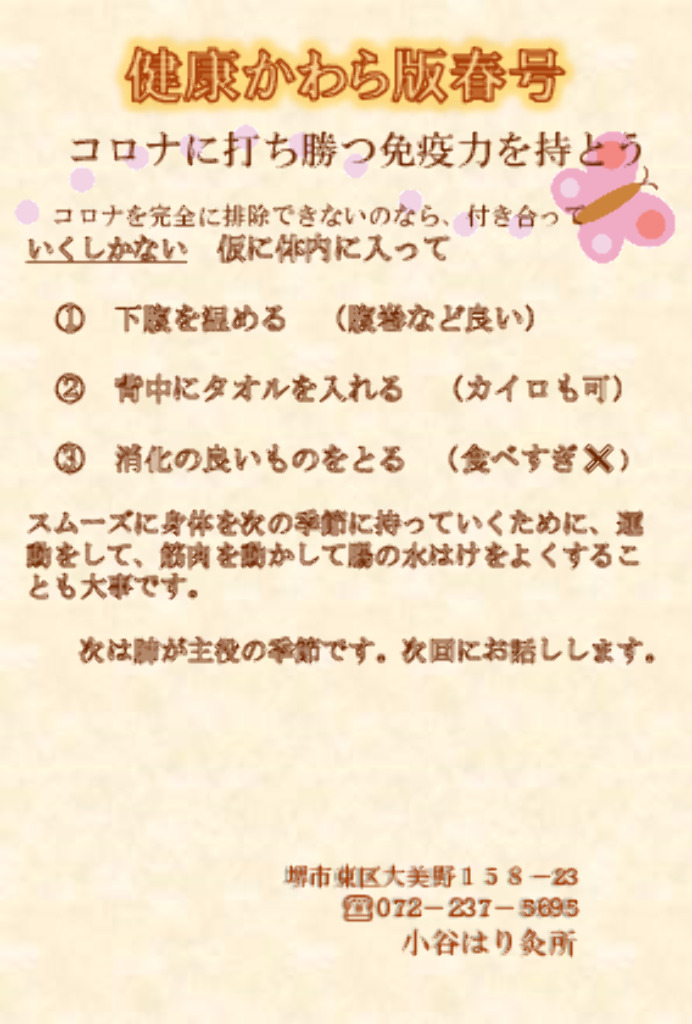 健康かわら版春号
コロナに打ち勝つ免疫力を持とう
コロナを完全に排除できないのなら、付き合って
いくしかない　仮に体内に入って
①　下腹を温める　（腹巻など良い）
②　背中にタオルを入れる　（カイロも可）
③　消化の良いものをとる　（食べすぎ✕）
スムーズに身体を次の季節に持っていくために、運
動をして、筋肉を動かして腸の水はけをよくするこ
とも大事です。
次は肺が主役の季節です。次回にお話しします。
堺市東区大美野１５８－23
☎072－237－5695
小谷はり灸所